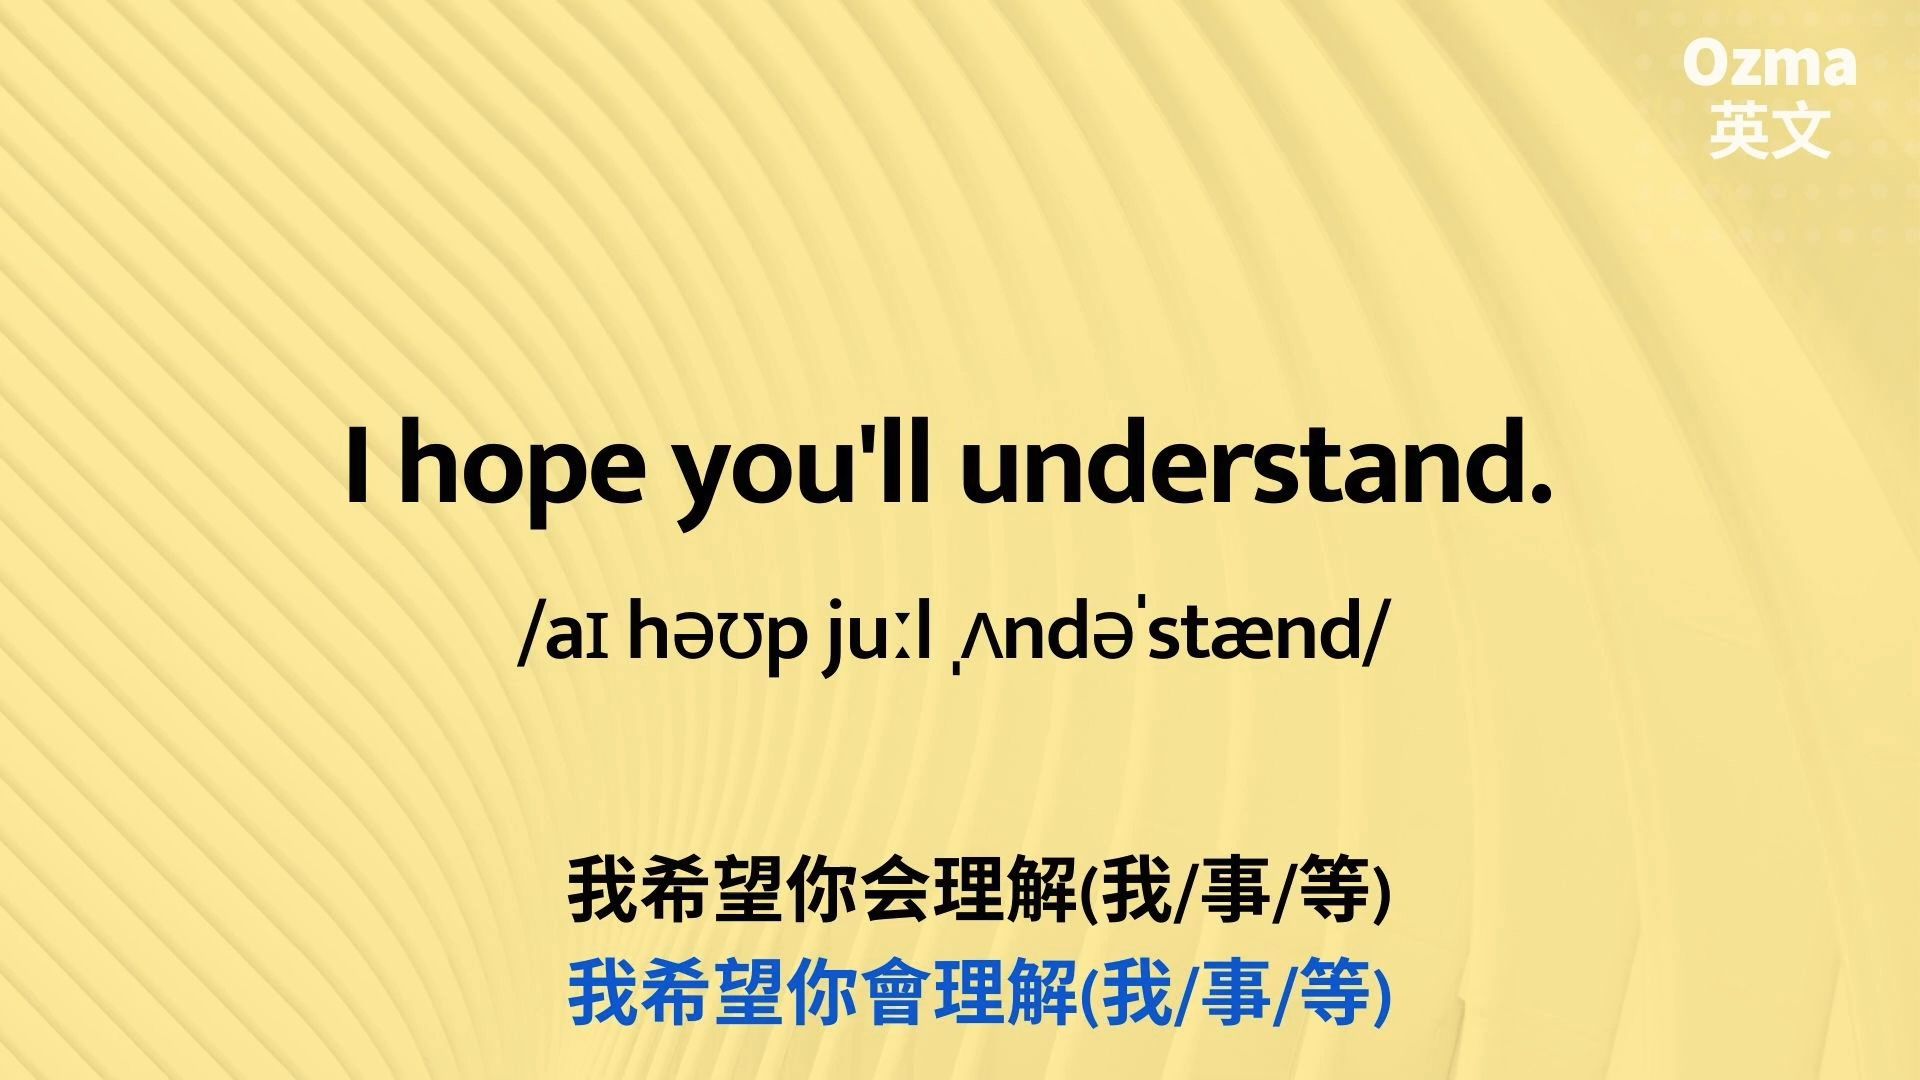 Ozma
英文
I hope you'll understand.
/aɪ həʊp juːl ˌʌndəˈstænd/
我希望你会理解(我/事/等)
我希望你會理解(我/事/等)